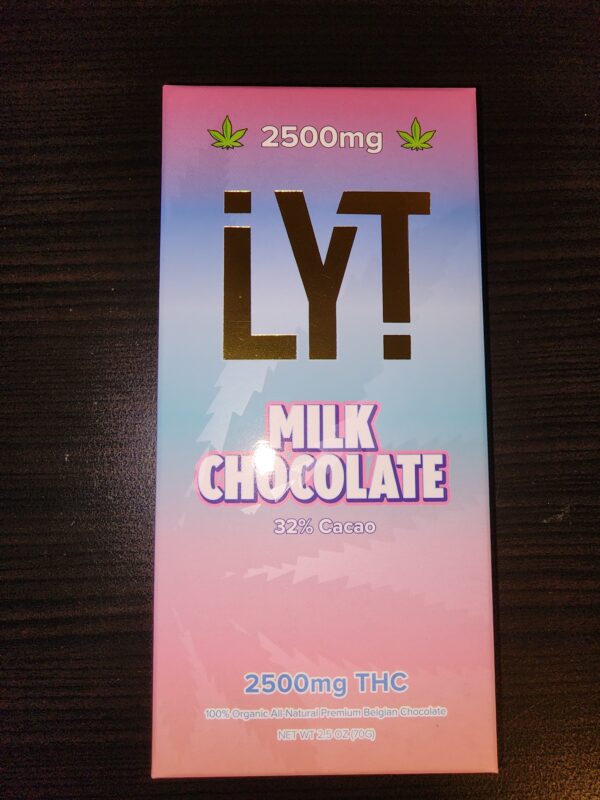 2500mg
LYT
MILK
CHOCOLATE
32% Cacao
2500mg THC
100% Organic All-Natural Premium Belgian Chocolate
NET WT 2.5 OZ (70G)